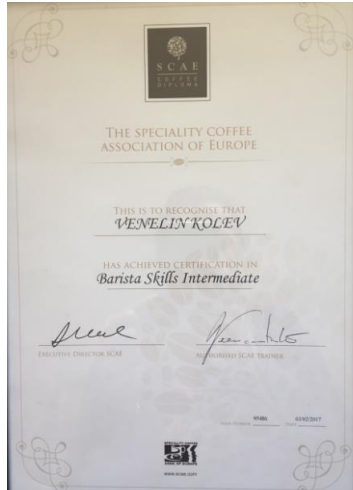 SCAE
COFFEE
DIPLOMA
THE SPECIALITY COFFEE
ASSOCIATION OF EUROPE
THIS IS TO RECOGNISE THAT
VENELIN KOLEV
HAS ACHIEVED CERTIFICATION IN
Barista Skills Intermediate
EXECUTIVE DIRECTOR SCAE
AUTHORISED SCAE TRAINER
03/02/2017
DATE
www.scae.com